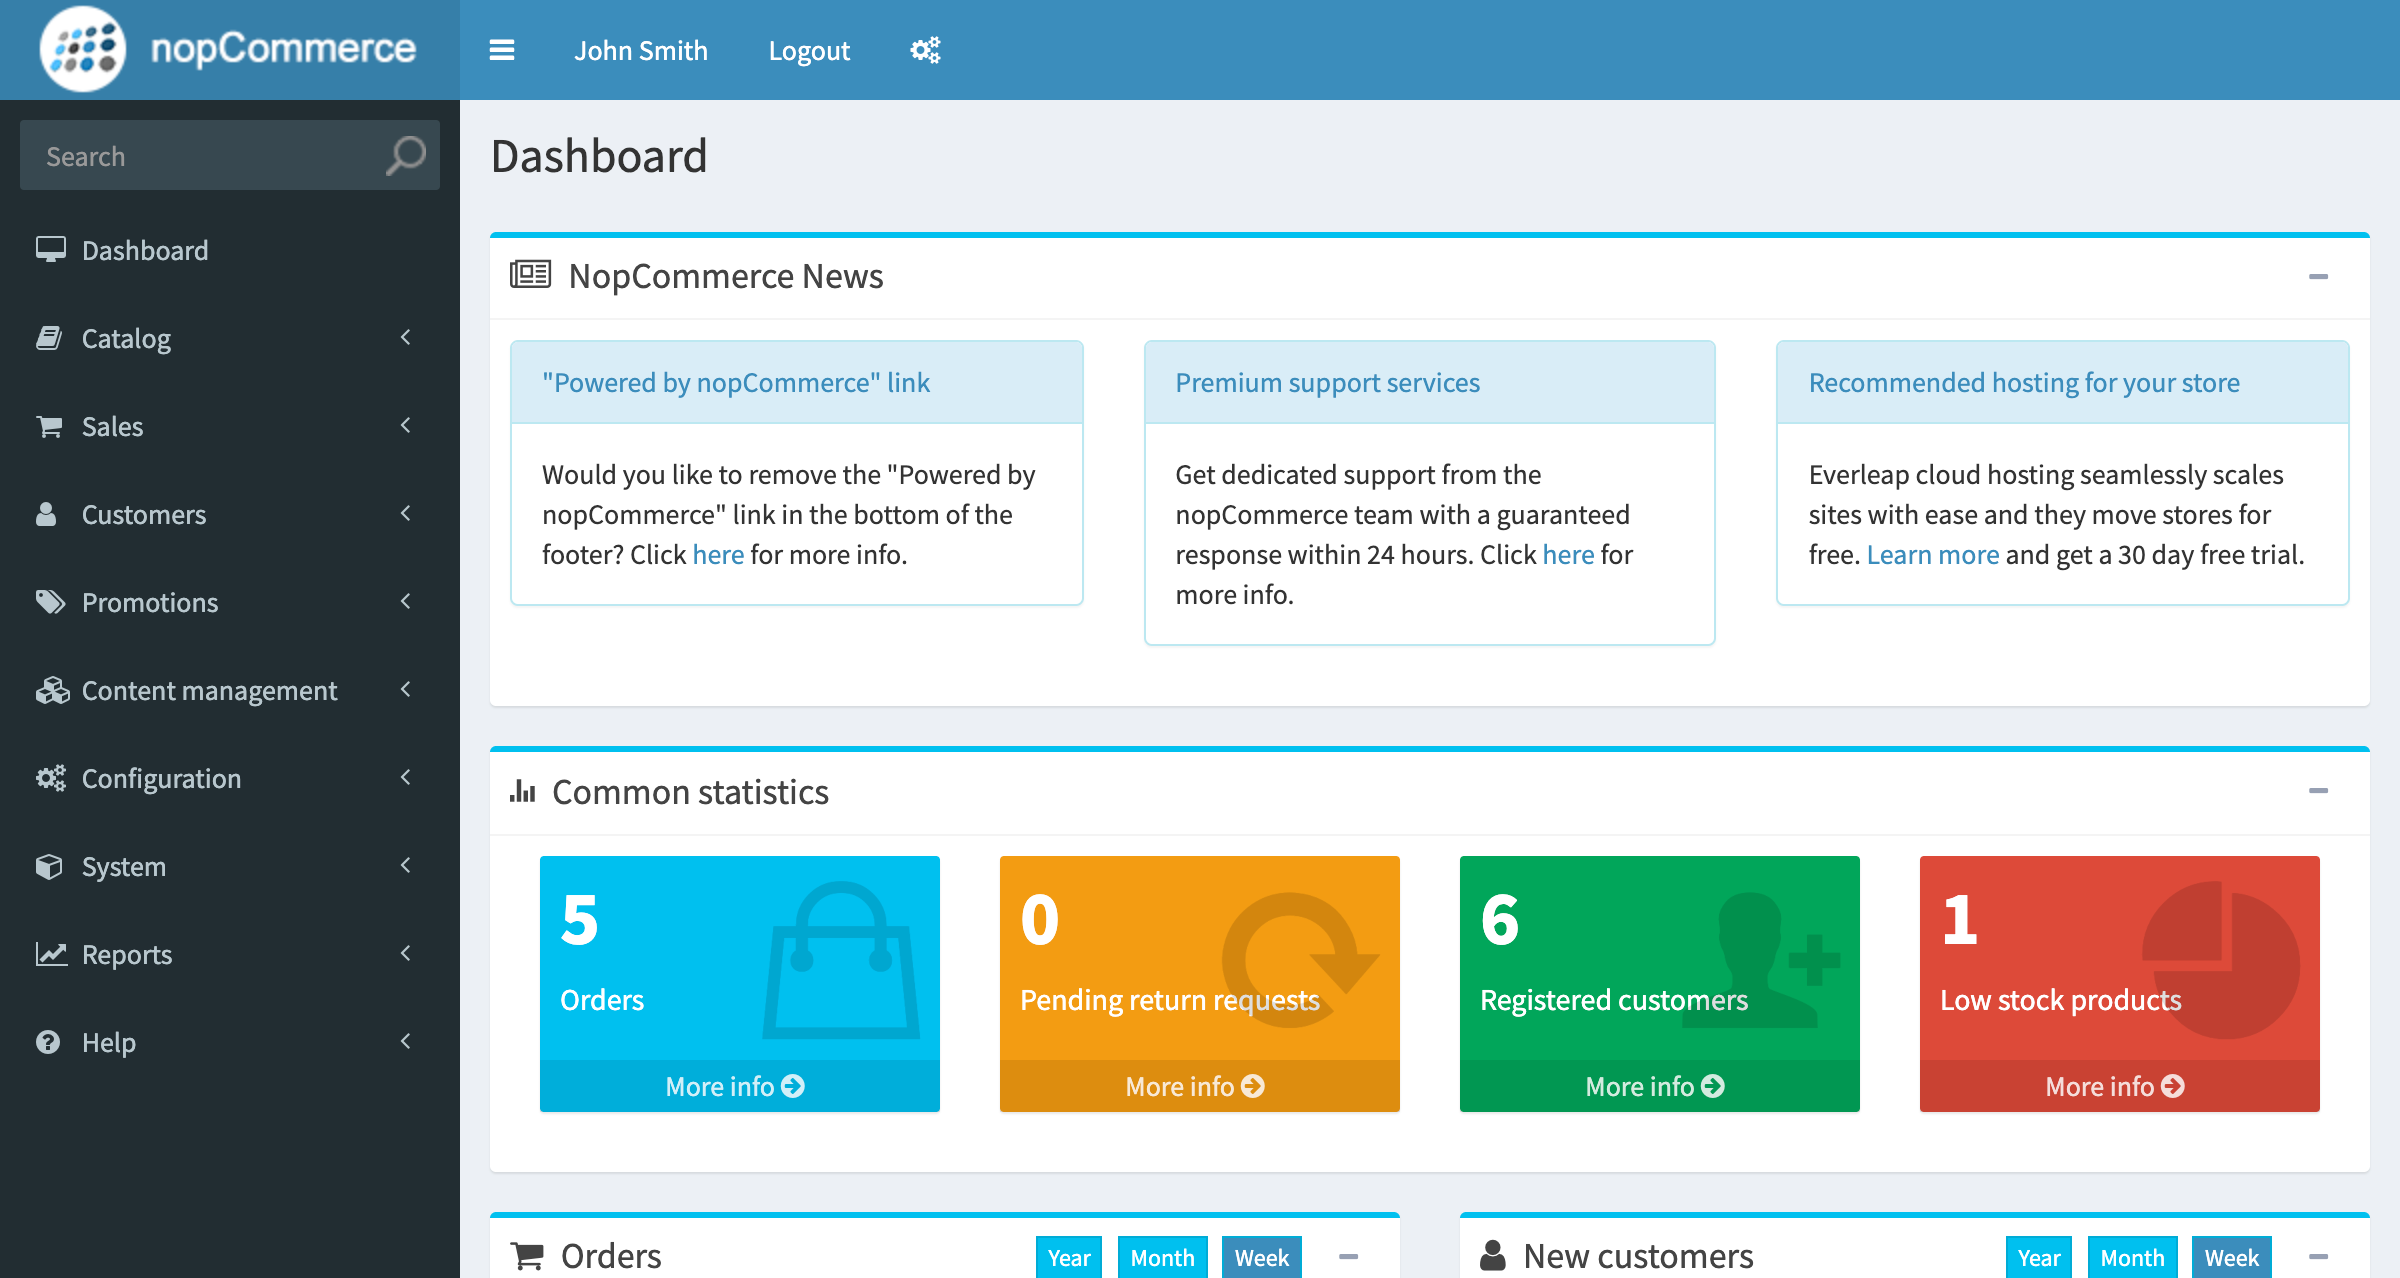 nopCommerce
John Smith
Logout
Search
Dashboard
Catalog
Sales
Customers
Promotions
Content management
Configuration
System
Reports
Help
Dashboard
NopCommerce News
"Powered by nopCommerce" link
Would you like to remove the "Powered by
nopCommerce" link in the bottom of the
footer? Click here for more info.
Premium support services
Get dedicated support from the
nopCommerce team with a guaranteed
response within 24 hours. Click here for
more info.
Recommended hosting for your store
Everleap cloud hosting seamlessly scales
sites with ease and they move stores for
free. Learn more and get a 30 day free trial.
Common statistics
5
Orders
More info
0
Pending return requests
More info
6
Registered customers
More info
1
Low stock products
More info
Orders
Year
Month
Week
New customers
Year
Month
Week